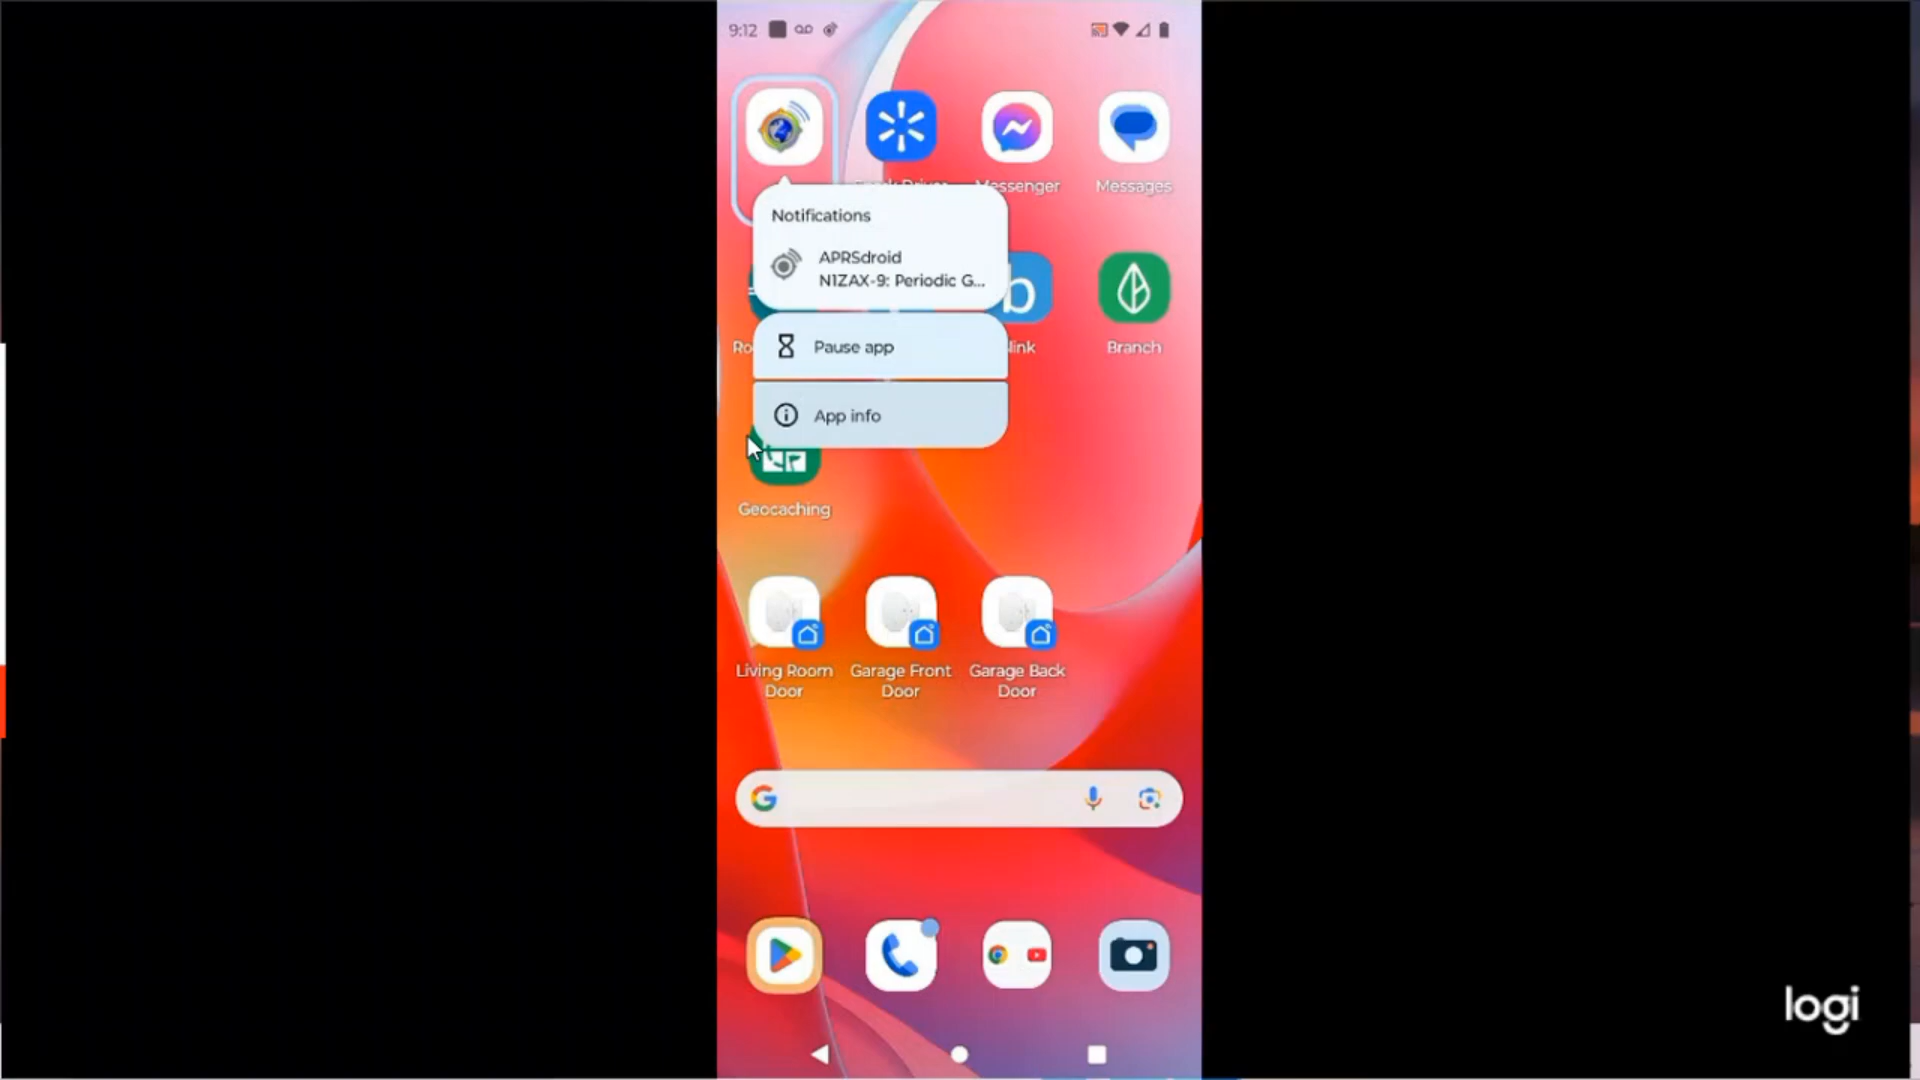 9:12
Messenger
Messages
Notifications
APRSdroid
N1ZAX-9: Periodic G...
Pause app
App info
Branch
Geocaching
Living Room
Door
Garage Front
Door
Garage Back
Door
logi